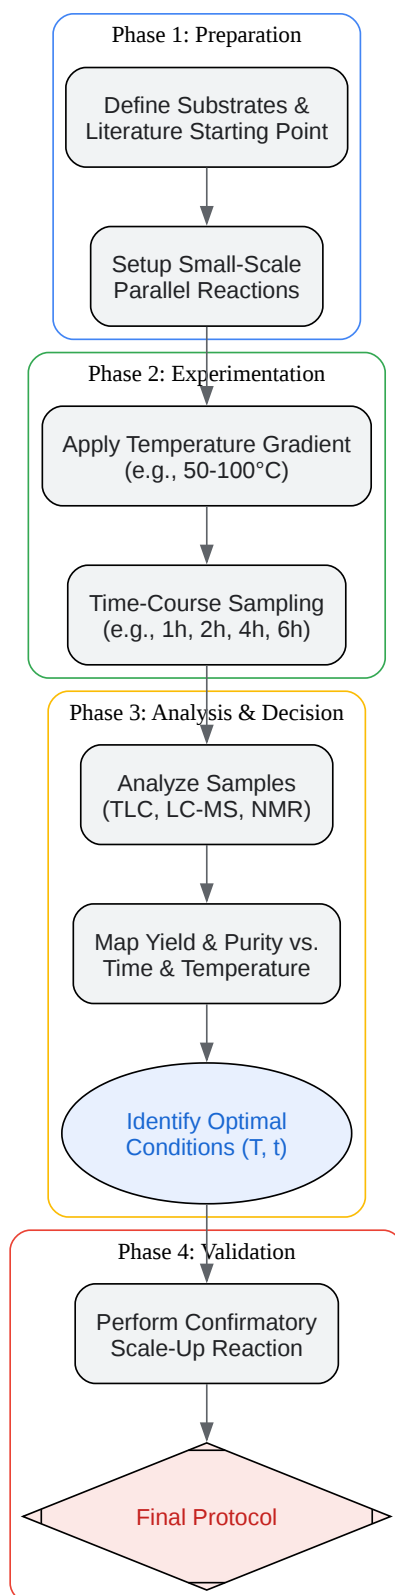 Phase 1: Preparation
Define Substrates &
Literature Starting Point
Setup Small-Scale
Parallel Reactions
Phase 2: Experimentation
Apply Temperature Gradient
(e.g., 50-100°C)
Time-Course Sampling
(e.g., 1h, 2h, 4h, 6h)
Phase 3: Analysis & Decision
Analyze Samples
(TLC, LC-MS, NMR)
Map Yield & Purity vs.
Time & Temperature
Identify Optimal
Conditions (T, t)
Phase 4: Validation
Perform Confirmatory
Scale-Up Reaction
Final Protocol